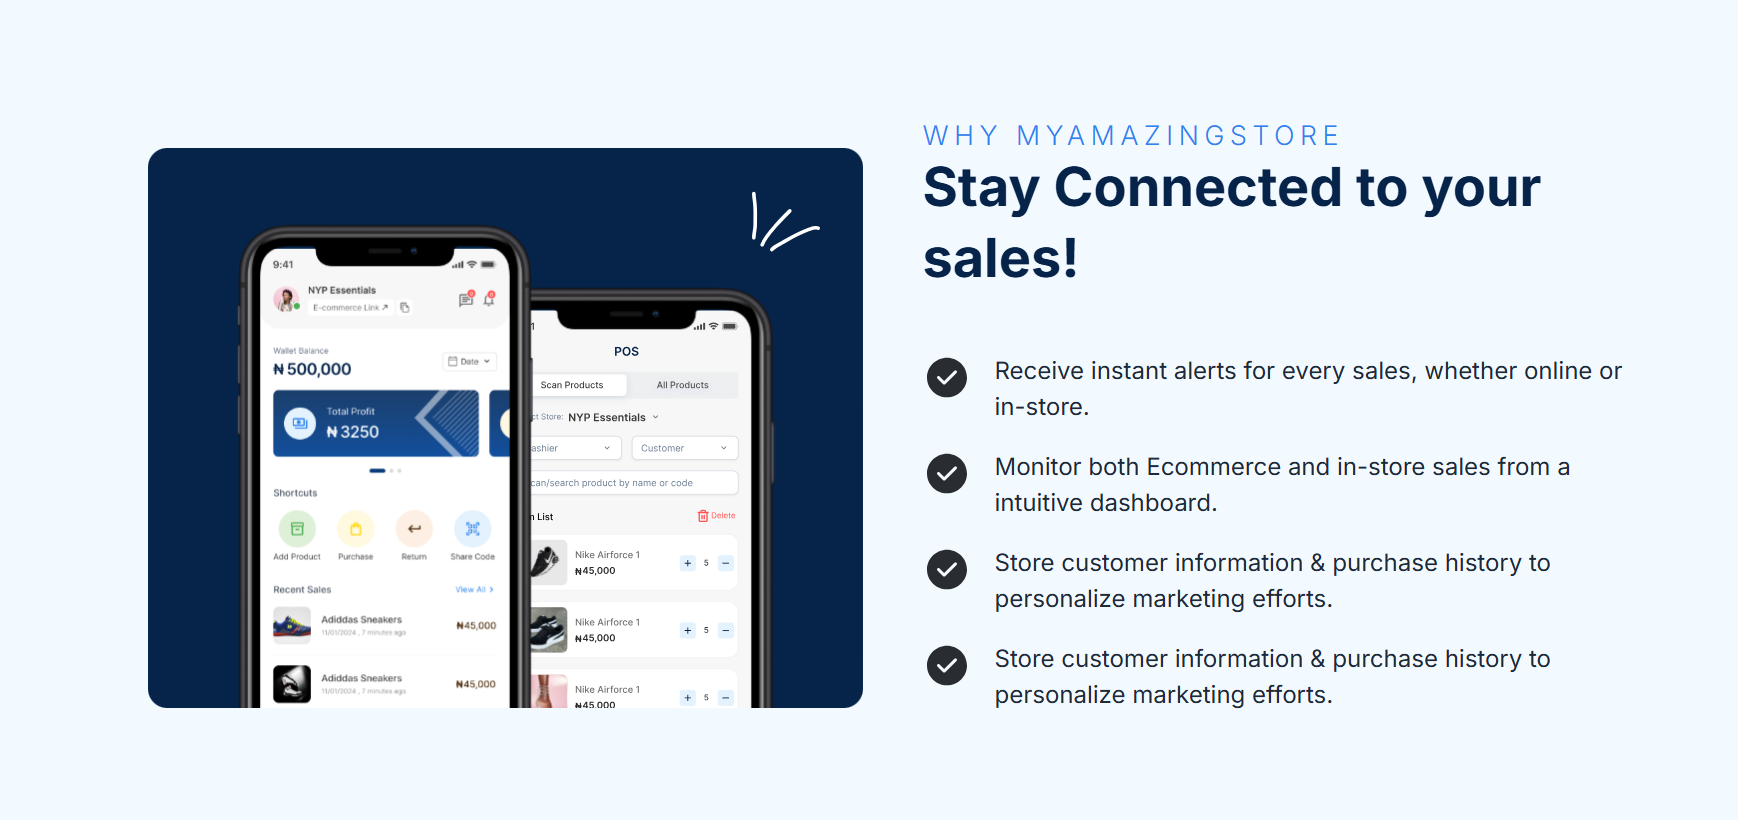 WHY MYAMAZINGSTORE
Stay Connected to your
sales!
Receive instant alerts for every sales, whether online or
in-store.
Monitor both Ecommerce and in-store sales from a
intuitive dashboard.
Store customer information & purchase history to
personalize marketing efforts.
Store customer information & purchase history to
personalize marketing efforts.
9:41
NYP Essentials
E-commerce Link
Wallet Balance
Date
₦ 500,000
Total Profit
₦ 3250
Shortcuts
Add Product
Purchase
Return
Share Code
Recent Sales
View All
Adiddas Sneakers
₦45,000
11/01/2024 , 7 minutes ago
Adiddas Sneakers
₦45,000
11/01/2024 , 7 minutes ago
POS
Scan Products
All Products
Store:
NYP Essentials
Customer
search product by name or code
List
Delete
Nike Airforce 1
₦45,000
+ 5 −
Nike Airforce 1
₦45,000
+ 5 −
Nike Airforce 1
₦45,000
+ 5 −